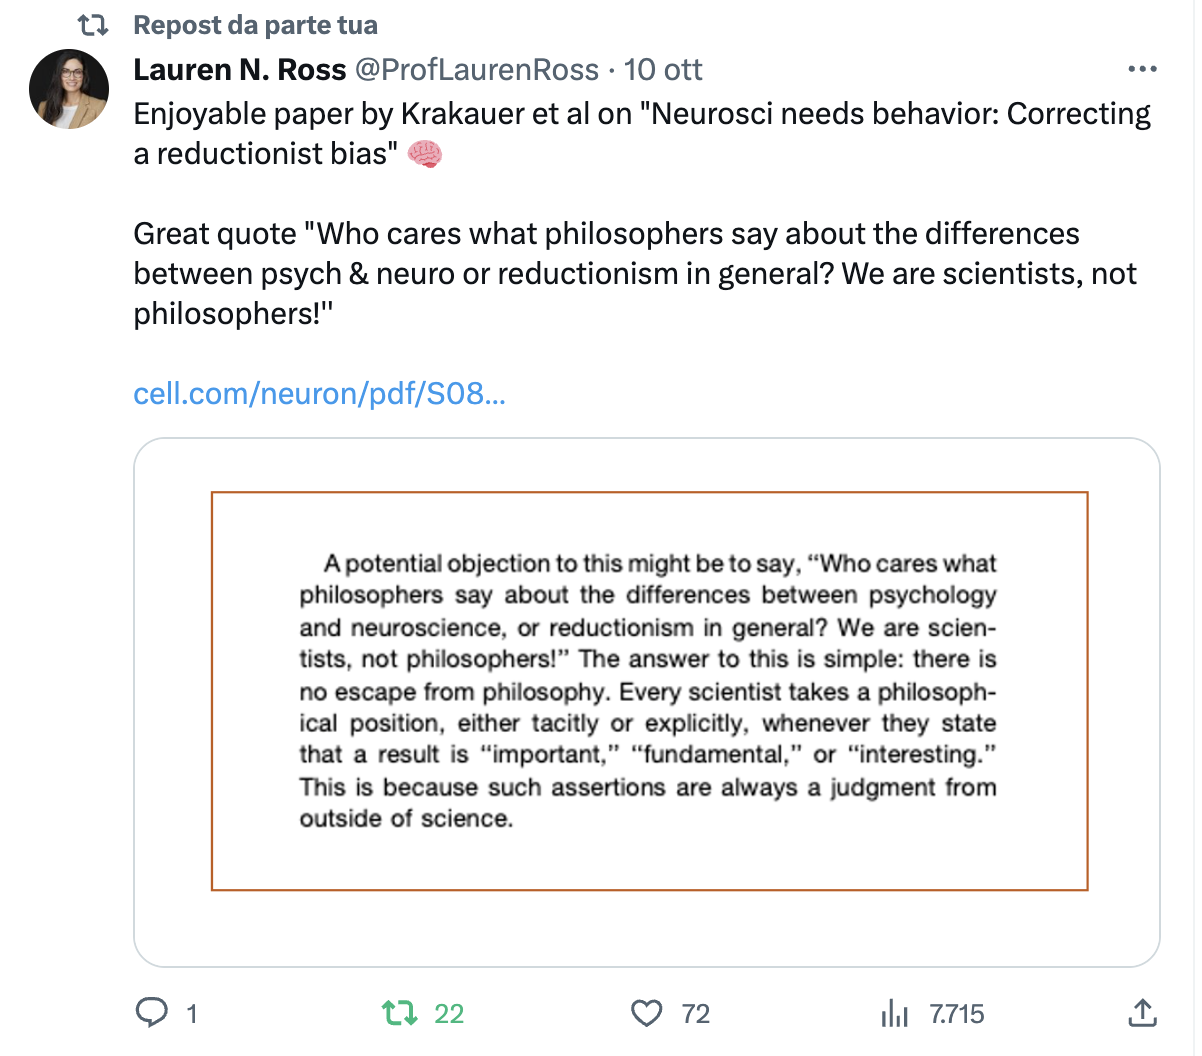 Repost da parte tua
Lauren N. Ross @ProfLaurenRoss · 10 ott
Enjoyable paper by Krakauer et al on "Neurosci needs behavior: Correcting
a reductionist bias" 🧠
Great quote "Who cares what philosophers say about the differences
between psych & neuro or reductionism in general? We are scientists, not
philosophers!"
cell.com/neuron/pdf/S08...
A potential objection to this might be to say, “Who cares what
philosophers say about the differences between psychology
and neuroscience, or reductionism in general? We are scien-
tists, not philosophers!” The answer to this is simple: there is
no escape from philosophy. Every scientist takes a philosoph-
ical position, either tacitly or explicitly, whenever they state
that a result is “important,” “fundamental,” or “interesting.”
This is because such assertions are always a judgment from
outside of science.
1 22 72 7.715